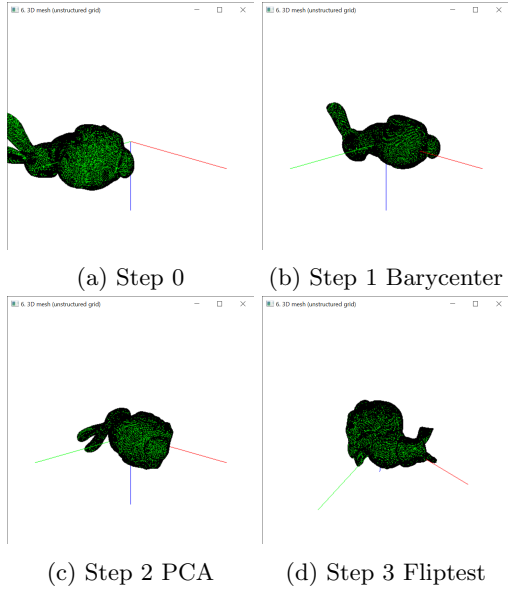 6. 3D mesh (unstructured grid)
6. 3D mesh (unstructured grid)
(a) Step 0
(b) Step 1 Barycenter
6. 3D mesh (unstructured grid)
6. 3D mesh (unstructured grid)
(c) Step 2 PCA
(d) Step 3 Fliptest